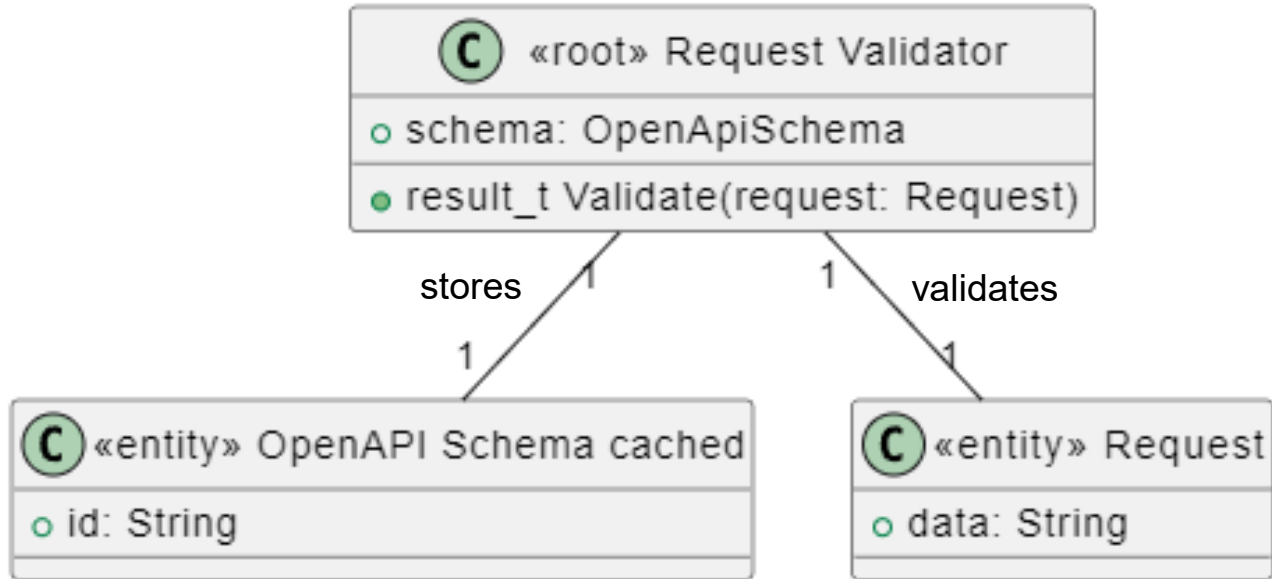 C «root» Request Validator
schema: OpenApiSchema
result_t Validate(request: Request)
stores
1
1
validates
1
1
C «entity» OpenAPI Schema cached
id: String
C «entity» Request
data: String